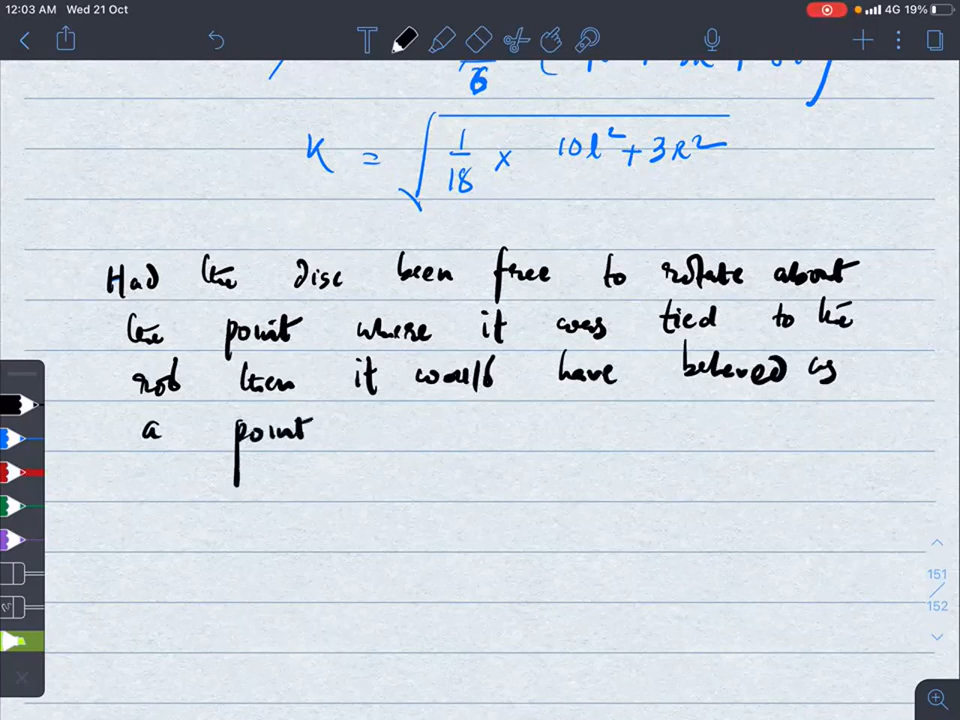 12:03 AM Wed 21 Oct 4G 19%
K = √ 1/18 × 10l² + 3R²
Had the disc been free to rotate about
the point where it was tied to the
rod then it would have behaved as
a point
151
152